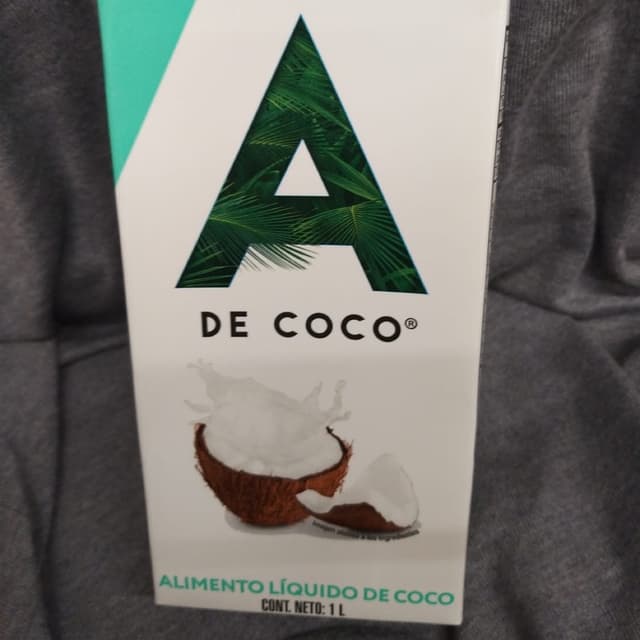 A
DE COCO®
ALIMENTO LÍQUIDO DE COCO
CONT. NETO: 1 L